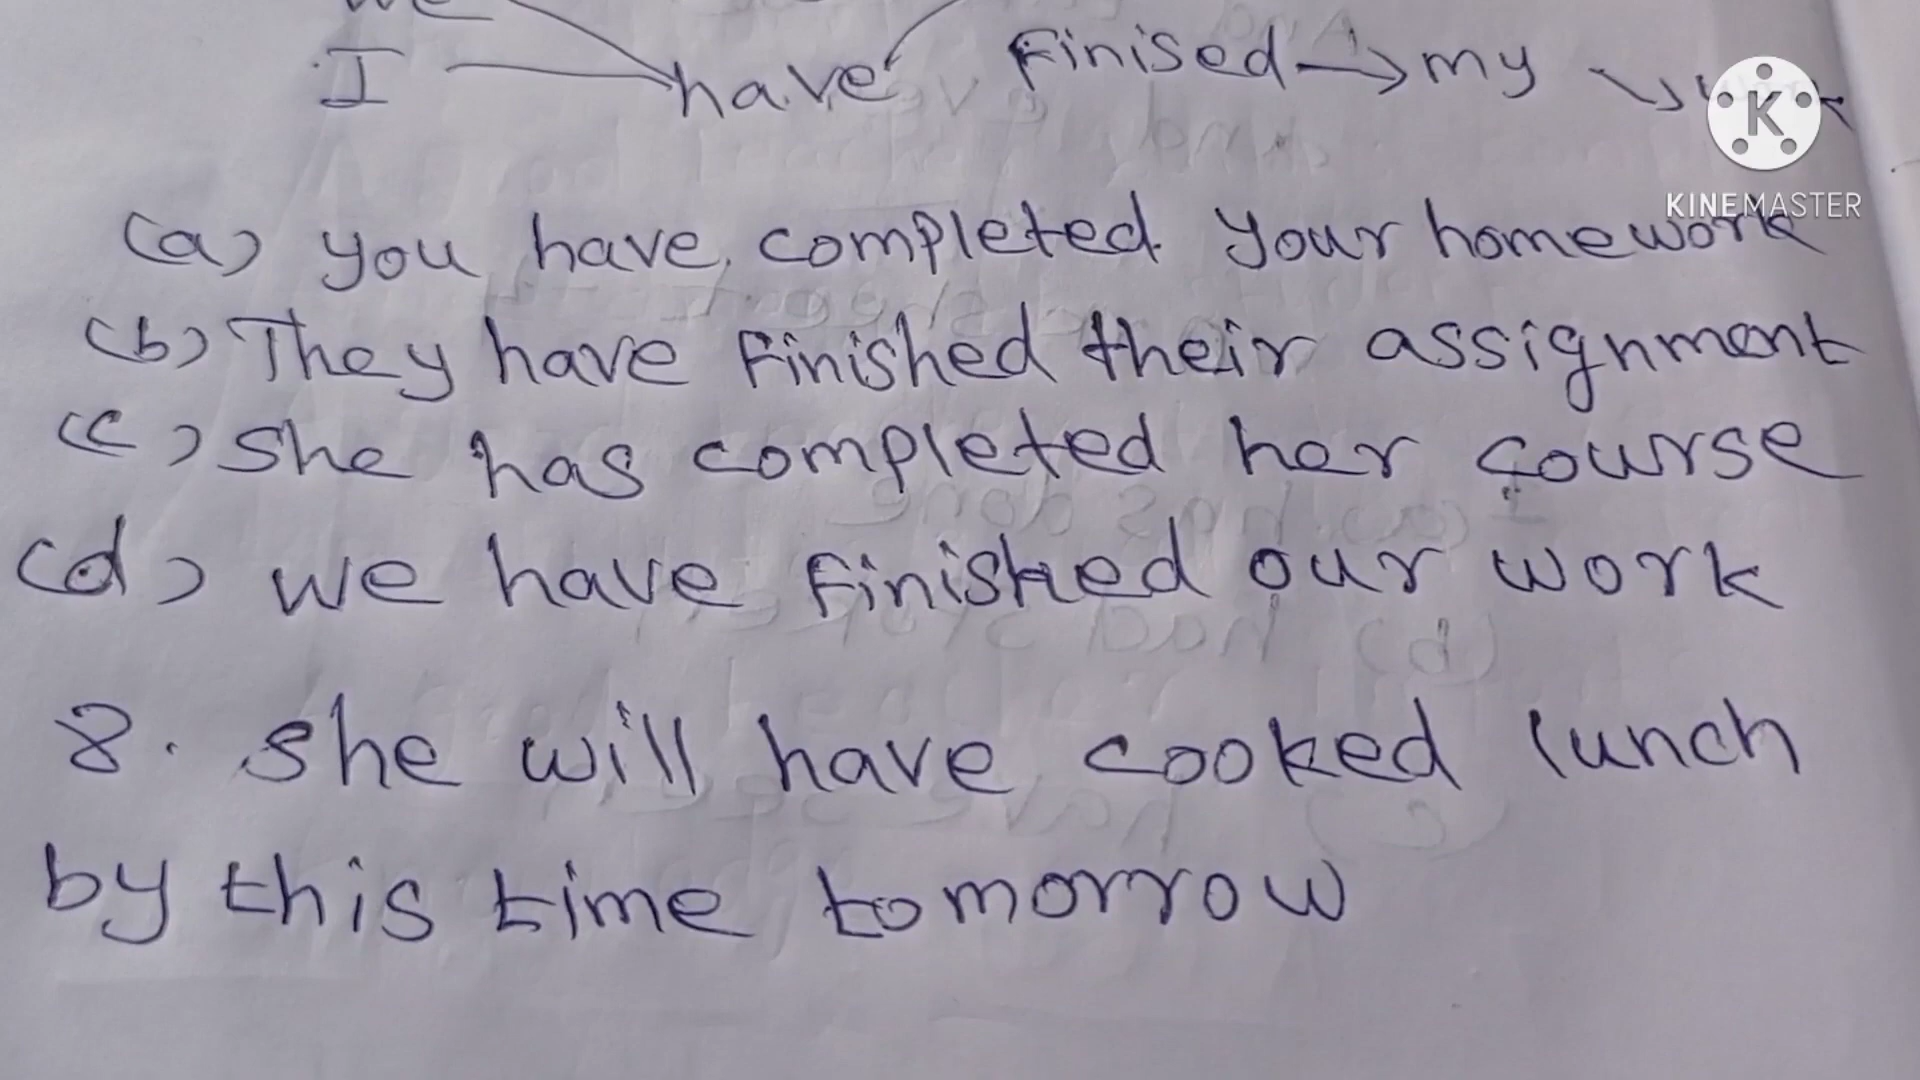 we
I have Finised my
K
KINEMASTER
(a) you have completed your homework
(b) They have Finished their assignment
(c) She has completed her course
(d) we have Finished our work
8. She will have cooked lunch
by this time tomorrow